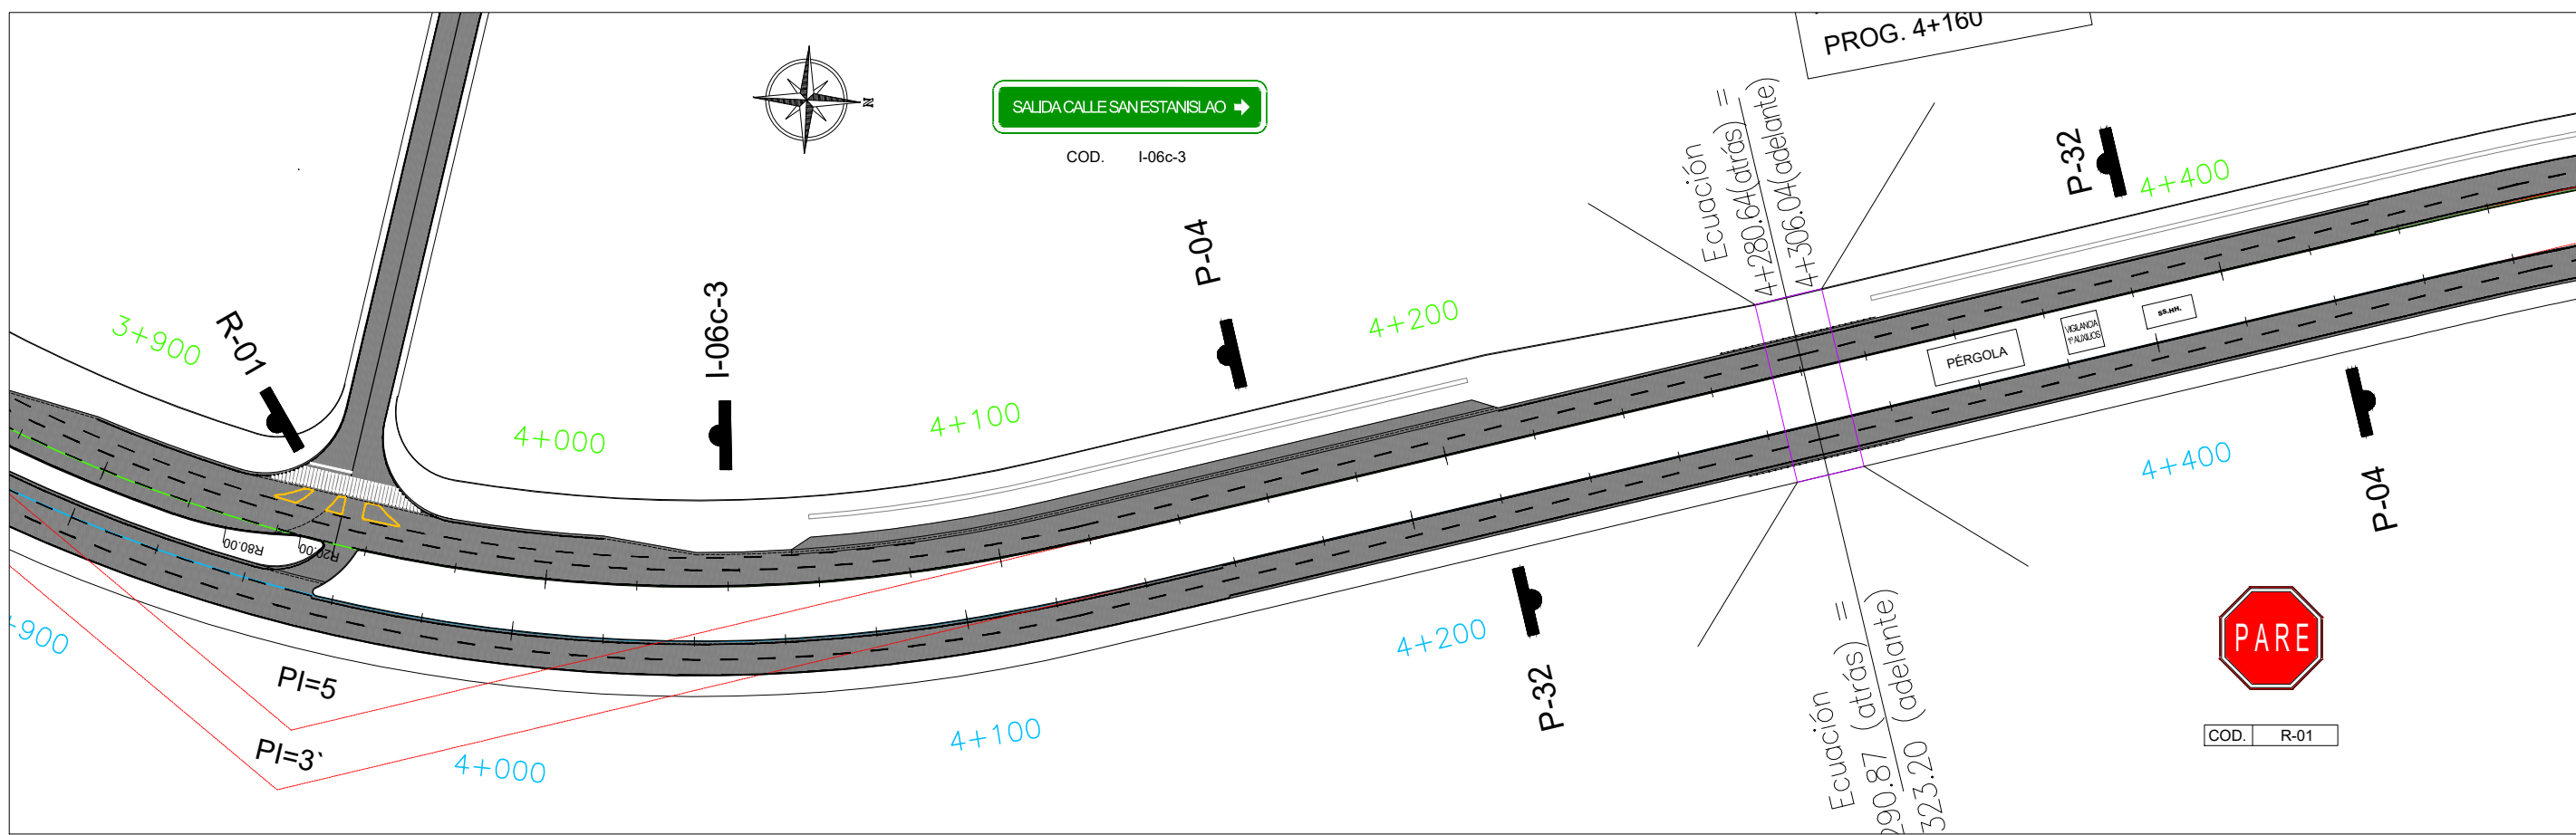 PROG. 4+160
N
SALIDA CALLE SAN ESTANISLAO
COD. I-06c-3
Ecuación
4+280.64(atrás) =
4+306.04(adelante)
P-32
4+400
P-04
3+900
R-01
I-06c-3
4+200
4+000
4+100
PÉRGOLA
VIGILANCIA
1º AUXILIOS
SS.HH.
R80.00
R20.00
4+400
P-04
PI=5
PI=3`
4+000
4+100
4+200
P-32
Ecuación
290.87 (atrás) =
323.20 (adelante)
PARE
COD. R-01
+900